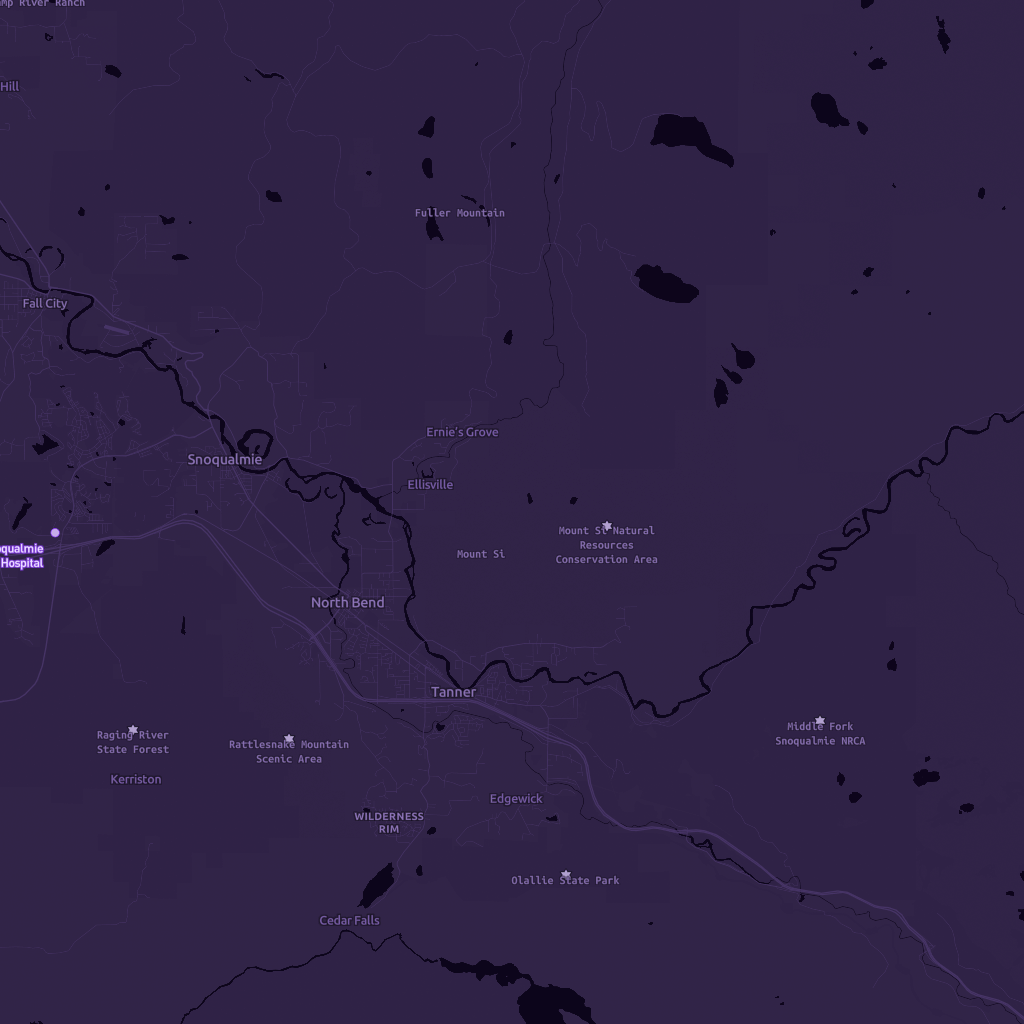 mp River Ranch
Hill
Fuller Mountain
Fall City
Ernie's Grove
Snoqualmie
Ellisville
Mount Si Natural
Resources
Conservation Area
Mount Si
oqualmie
Hospital
North Bend
Tanner
Raging River
State Forest
Rattlesnake Mountain
Scenic Area
Middle Fork
Snoqualmie NRCA
Kerriston
Edgewick
WILDERNESS
RIM
Olallie State Park
Cedar Falls